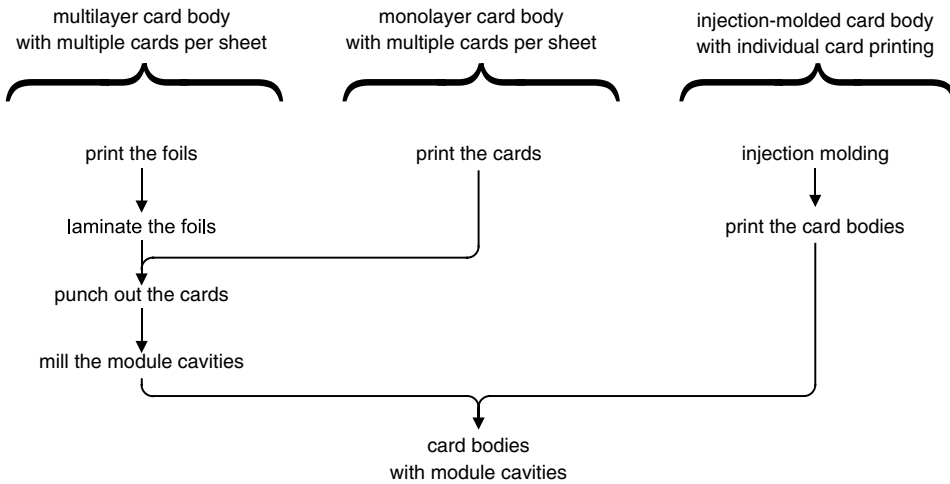 multilayer card body
with multiple cards per sheet
monolayer card body
with multiple cards per sheet
injection-molded card body
with individual card printing
print the foils
print the cards
injection molding
laminate the foils
print the card bodies
punch out the cards
mill the module cavities
card bodies
with module cavities